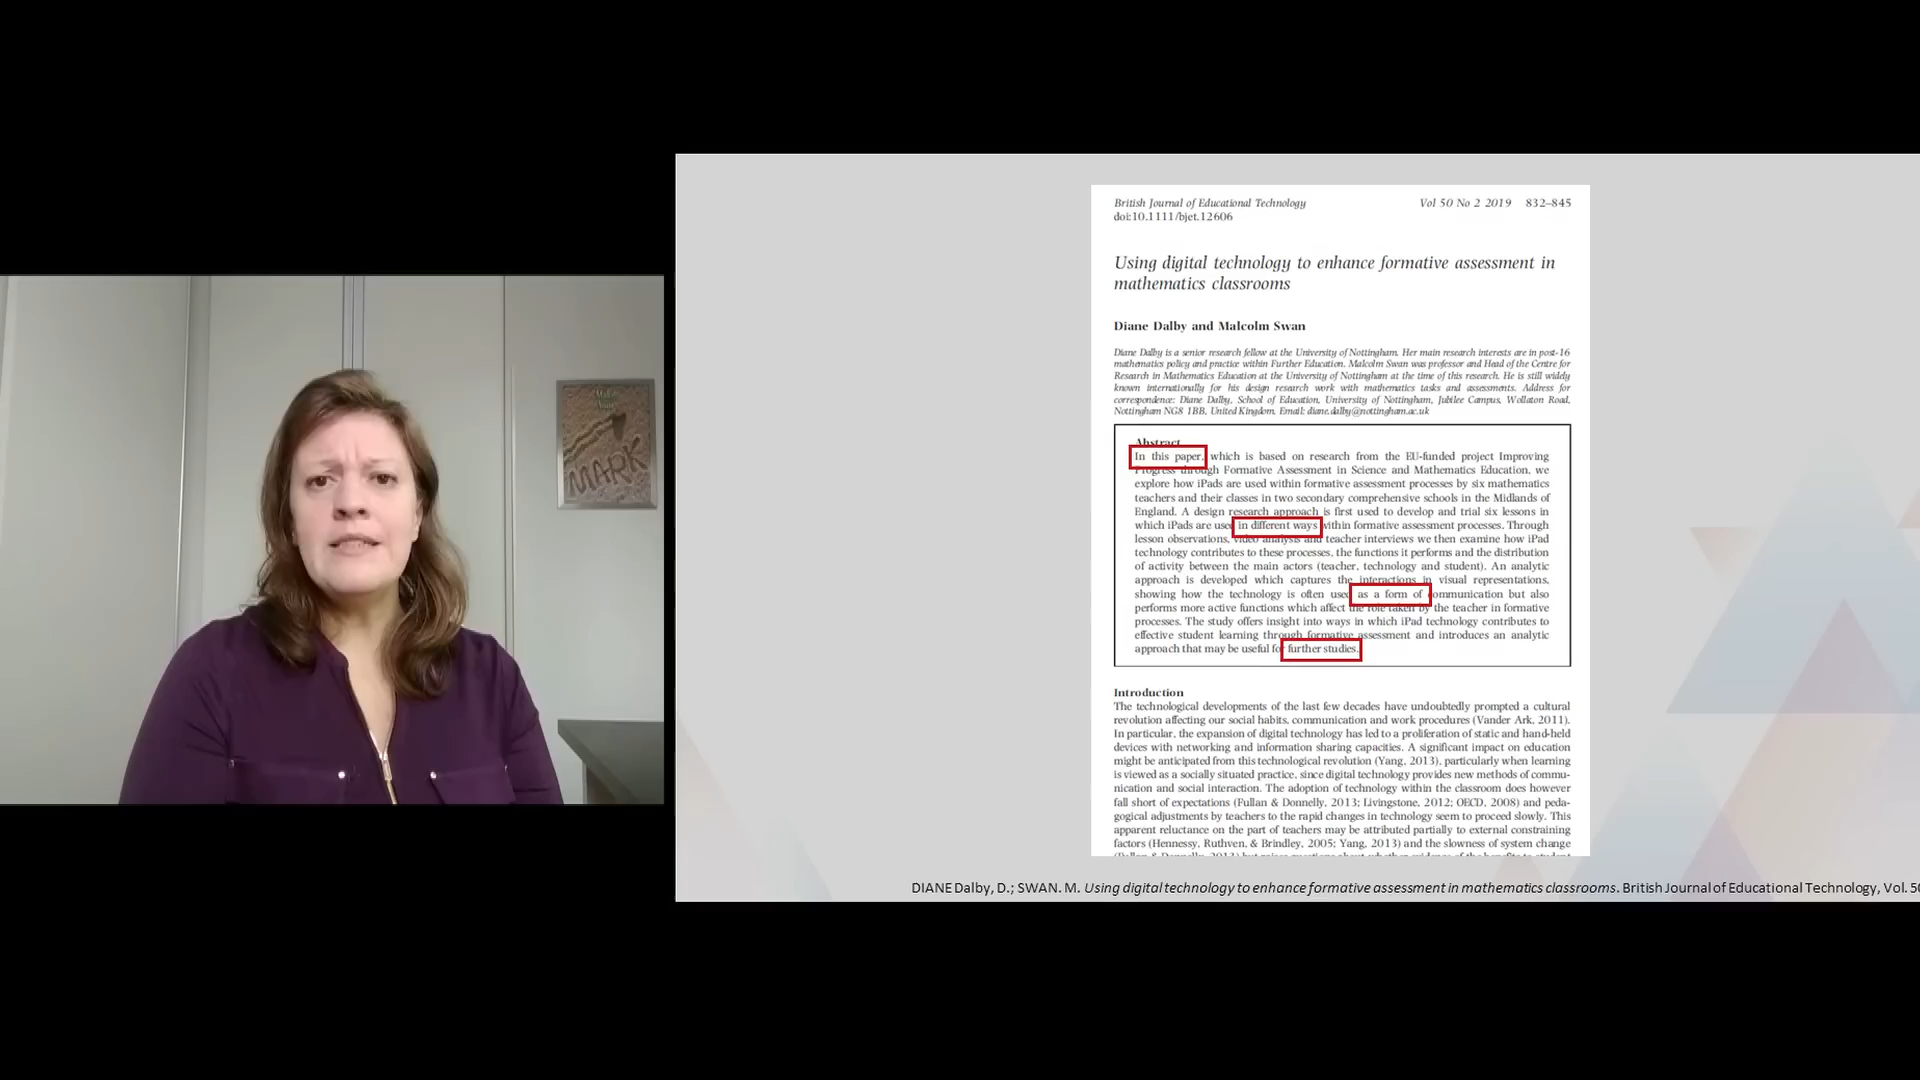 Make
Your
MARK
British Journal of Educational Technology Vol 50 No 2 2019 832–845
doi:10.1111/bjet.12606
Using digital technology to enhance formative assessment in
mathematics classrooms
Diane Dalby and Malcolm Swan
Diane Dalby is a senior research fellow at the University of Nottingham. Her main research interests are in post-16
mathematics policy and practice within Further Education. Malcolm Swan was professor and Head of the Centre for
Research in Mathematics Education at the University of Nottingham at the time of this research. He is still widely
known internationally for his design research work with mathematics tasks and assessments. Address for
correspondence: Diane Dalby, School of Education, University of Nottingham, Jubilee Campus, Wollaton Road,
Nottingham NG8 1BB, United Kingdom. Email: diane.dalby@nottingham.ac.uk
Abstract
In this paper, which is based on research from the EU-funded project Improving
Progress through Formative Assessment in Science and Mathematics Education, we
explore how iPads are used within formative assessment processes by six mathematics
teachers and their classes in two secondary comprehensive schools in the Midlands of
England. A design research approach is first used to develop and trial six lessons in
which iPads are used in different ways within formative assessment processes. Through
lesson observations, video analysis and teacher interviews we then examine how iPad
technology contributes to these processes, the functions it performs and the distribution
of activity between the main actors (teacher, technology and student). An analytic
approach is developed which captures the interactions in visual representations,
showing how the technology is often used as a form of communication but also
performs more active functions which affect the role taken by the teacher in formative
processes. The study offers insight into ways in which iPad technology contributes to
effective student learning through formative assessment and introduces an analytic
approach that may be useful for further studies.
Introduction
The technological developments of the last few decades have undoubtedly prompted a cultural
revolution affecting our social habits, communication and work procedures (Vander Ark, 2011).
In particular, the expansion of digital technology has led to a proliferation of static and hand-held
devices with networking and information sharing capacities. A significant impact on education
might be anticipated from this technological revolution (Yang, 2013), particularly when learning
is viewed as a socially situated practice, since digital technology provides new methods of commu-
nication and social interaction. The adoption of technology within the classroom does however
fall short of expectations (Fullan & Donnelly, 2013; Livingstone, 2012; OECD, 2008) and peda-
gogical adjustments by teachers to the rapid changes in technology seem to proceed slowly. This
apparent reluctance on the part of teachers may be attributed partially to external constraining
factors (Hennessy, Ruthven, & Brindley, 2005; Yang, 2013) and the slowness of system change
DIANE Dalby, D.; SWAN. M. Using digital technology to enhance formative assessment in mathematics classrooms. British Journal of Educational Technology, Vol. 50